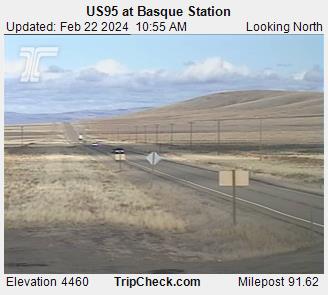 US95 at Basque Station
Updated: Feb 22 2024  10:55 AM  Looking North
Elevation 4460  TripCheck.com  Milepost 91.62